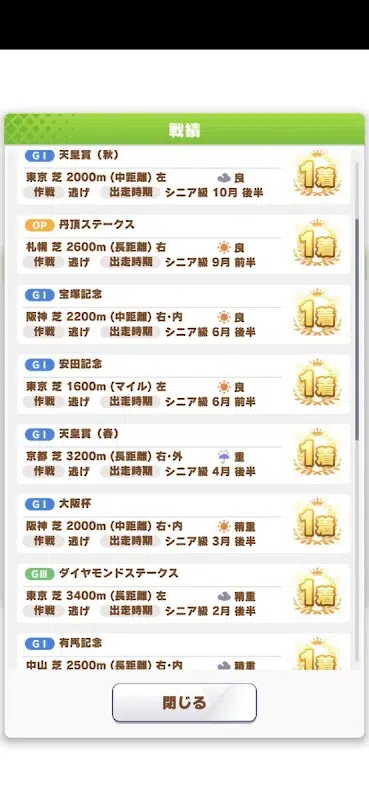 戦績
GI 天皇賞(秋)
1着
東京 芝 2000m (中距離) 左 良
作戦 逃げ 出走時期 シニア級 10月 後半
OP 丹頂ステークス
1着
札幌 芝 2600m (長距離) 右 良
作戦 逃げ 出走時期 シニア級 9月 前半
GI 宝塚記念
1着
阪神 芝 2200m (中距離) 右・内 良
作戦 逃げ 出走時期 シニア級 6月 後半
GI 安田記念
1着
東京 芝 1600m (マイル) 左 良
作戦 逃げ 出走時期 シニア級 6月 前半
GI 天皇賞(春)
1着
京都 芝 3200m (長距離) 右・外 重
作戦 逃げ 出走時期 シニア級 4月 後半
GI 大阪杯
1着
阪神 芝 2000m (中距離) 右・内 稍重
作戦 逃げ 出走時期 シニア級 3月 後半
GⅢ ダイヤモンドステークス
1着
東京 芝 3400m (長距離) 左 稍重
作戦 逃げ 出走時期 シニア級 2月 後半
GI 有馬記念
1着
中山 芝 2500m (長距離) 右・内 稍重
閉じる